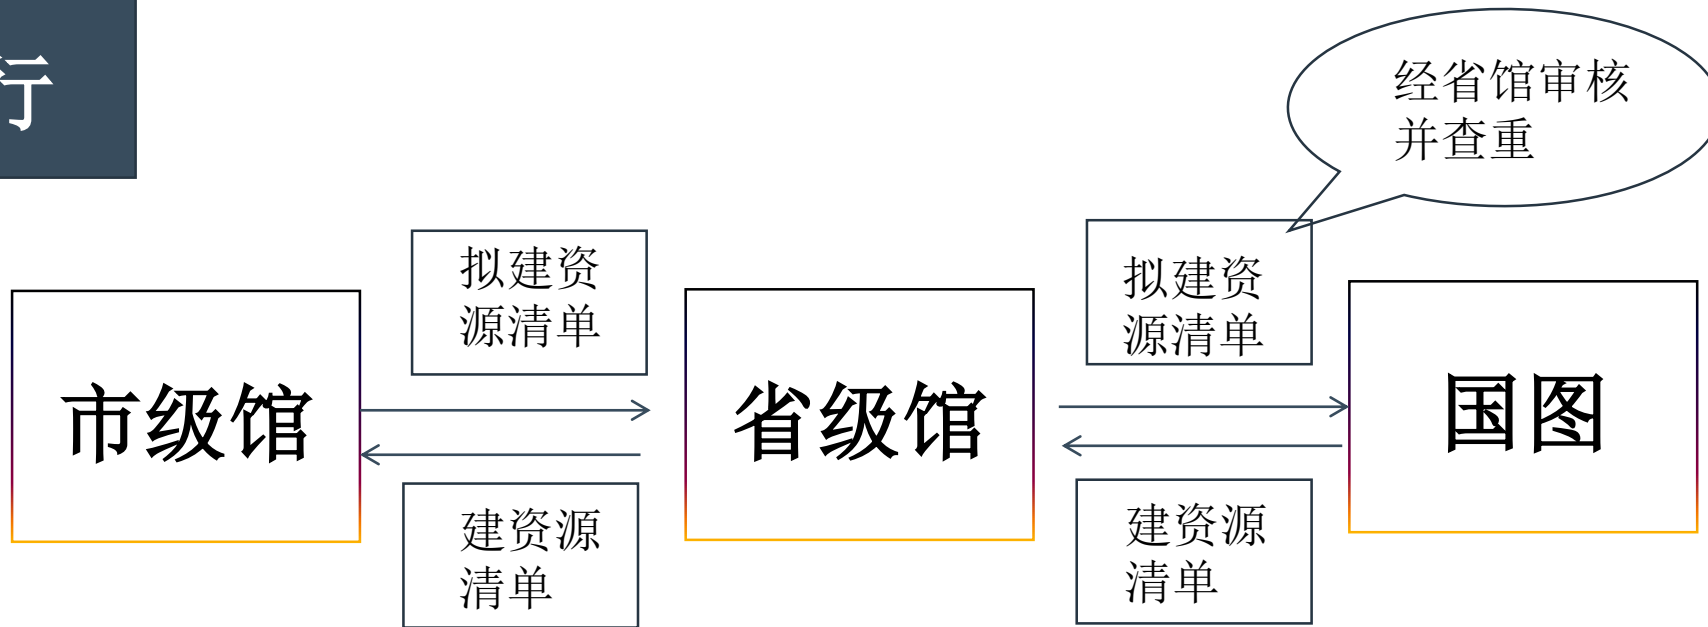 行
经省馆审核
并查重
拟建资
源清单
拟建资
源清单
市级馆
省级馆
国图
建资源
清单
建资源
清单